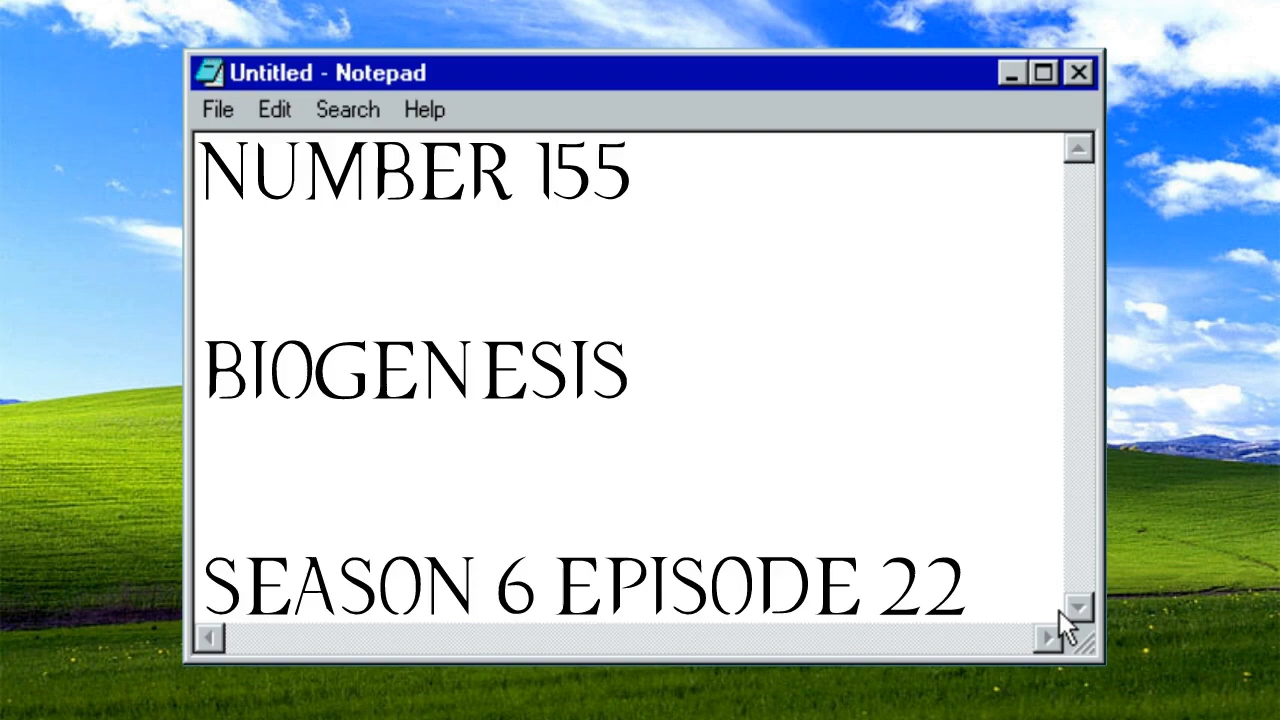 Untitled - Notepad
File Edit Search Help
NUMBER 155
BIOGENESIS
SEASON 6 EPISODE 22